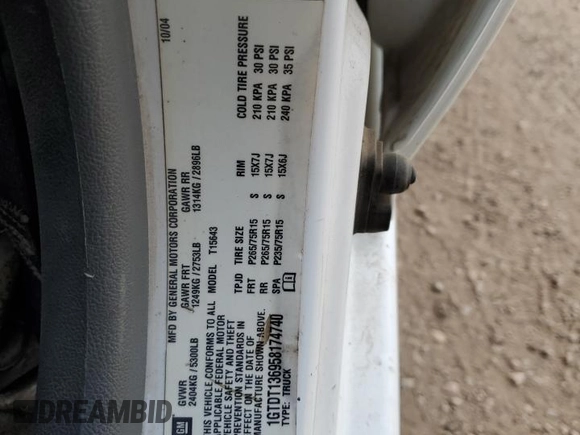 GM
MFD BY GENERAL MOTORS CORPORATION
10/04
GVWR GAWR FRT GAWR RR
2404KG / 5300LB 1249KG / 2753LB 1314KG / 2896LB
THIS VEHICLE CONFORMS TO ALL
APPLICABLE FEDERAL MOTOR
VEHICLE SAFETY AND THEFT
PREVENTION STANDARDS IN
EFFECT ON THE DATE OF
MANUFACTURE SHOWN ABOVE.
1GTDT136958174740
TYPE: TRUCK
MODEL T15643
TPJD TIRE SIZE RIM COLD TIRE PRESSURE
FRT P265/75R15 S 15X7J 210 KPA 30 PSI
RR P265/75R15 S 15X7J 210 KPA 30 PSI
SPA P235/75R15 S 15X6J 240 KPA 35 PSI
DREAMBID